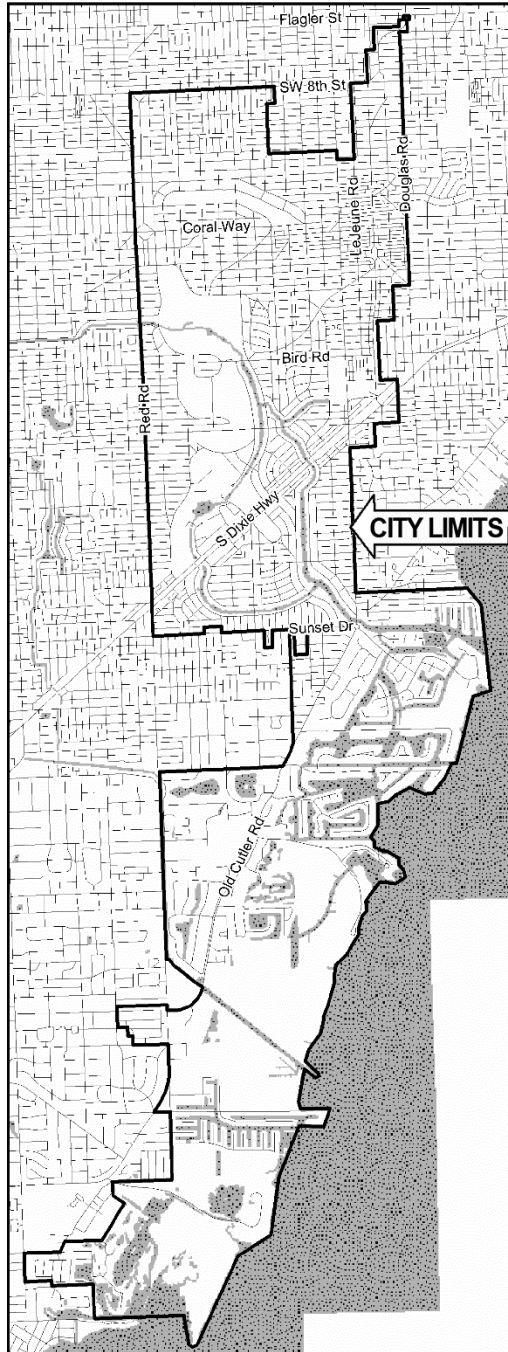 Flagler St
SW 8th St
Douglas Rd
LeJeune Rd
Coral Way
Bird Rd
Red Rd
S Dixie Hwy
CITY LIMITS
Sunset Dr
Old Cutler Rd